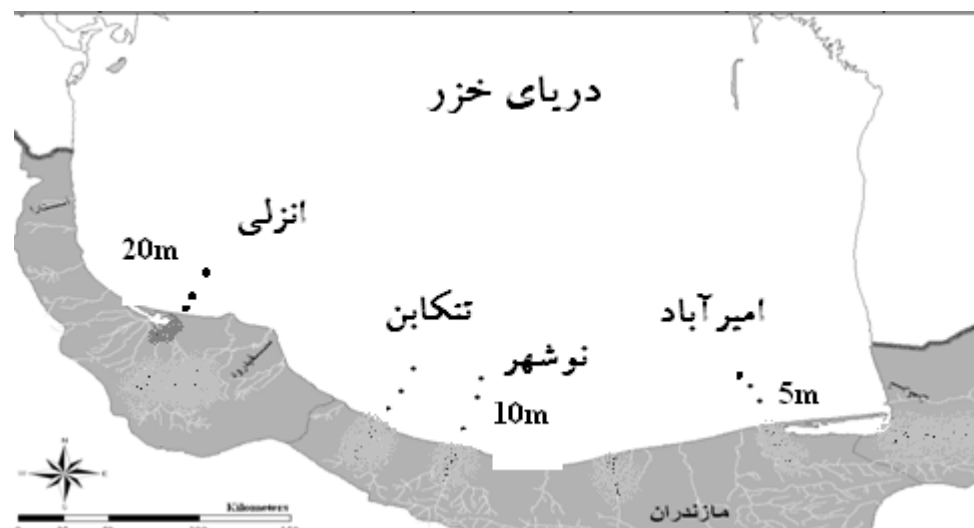 دریای خزر
انزلی
20m
تنکابن
امیرآباد
نوشهر
10m
5m
مازندران
Kilometers